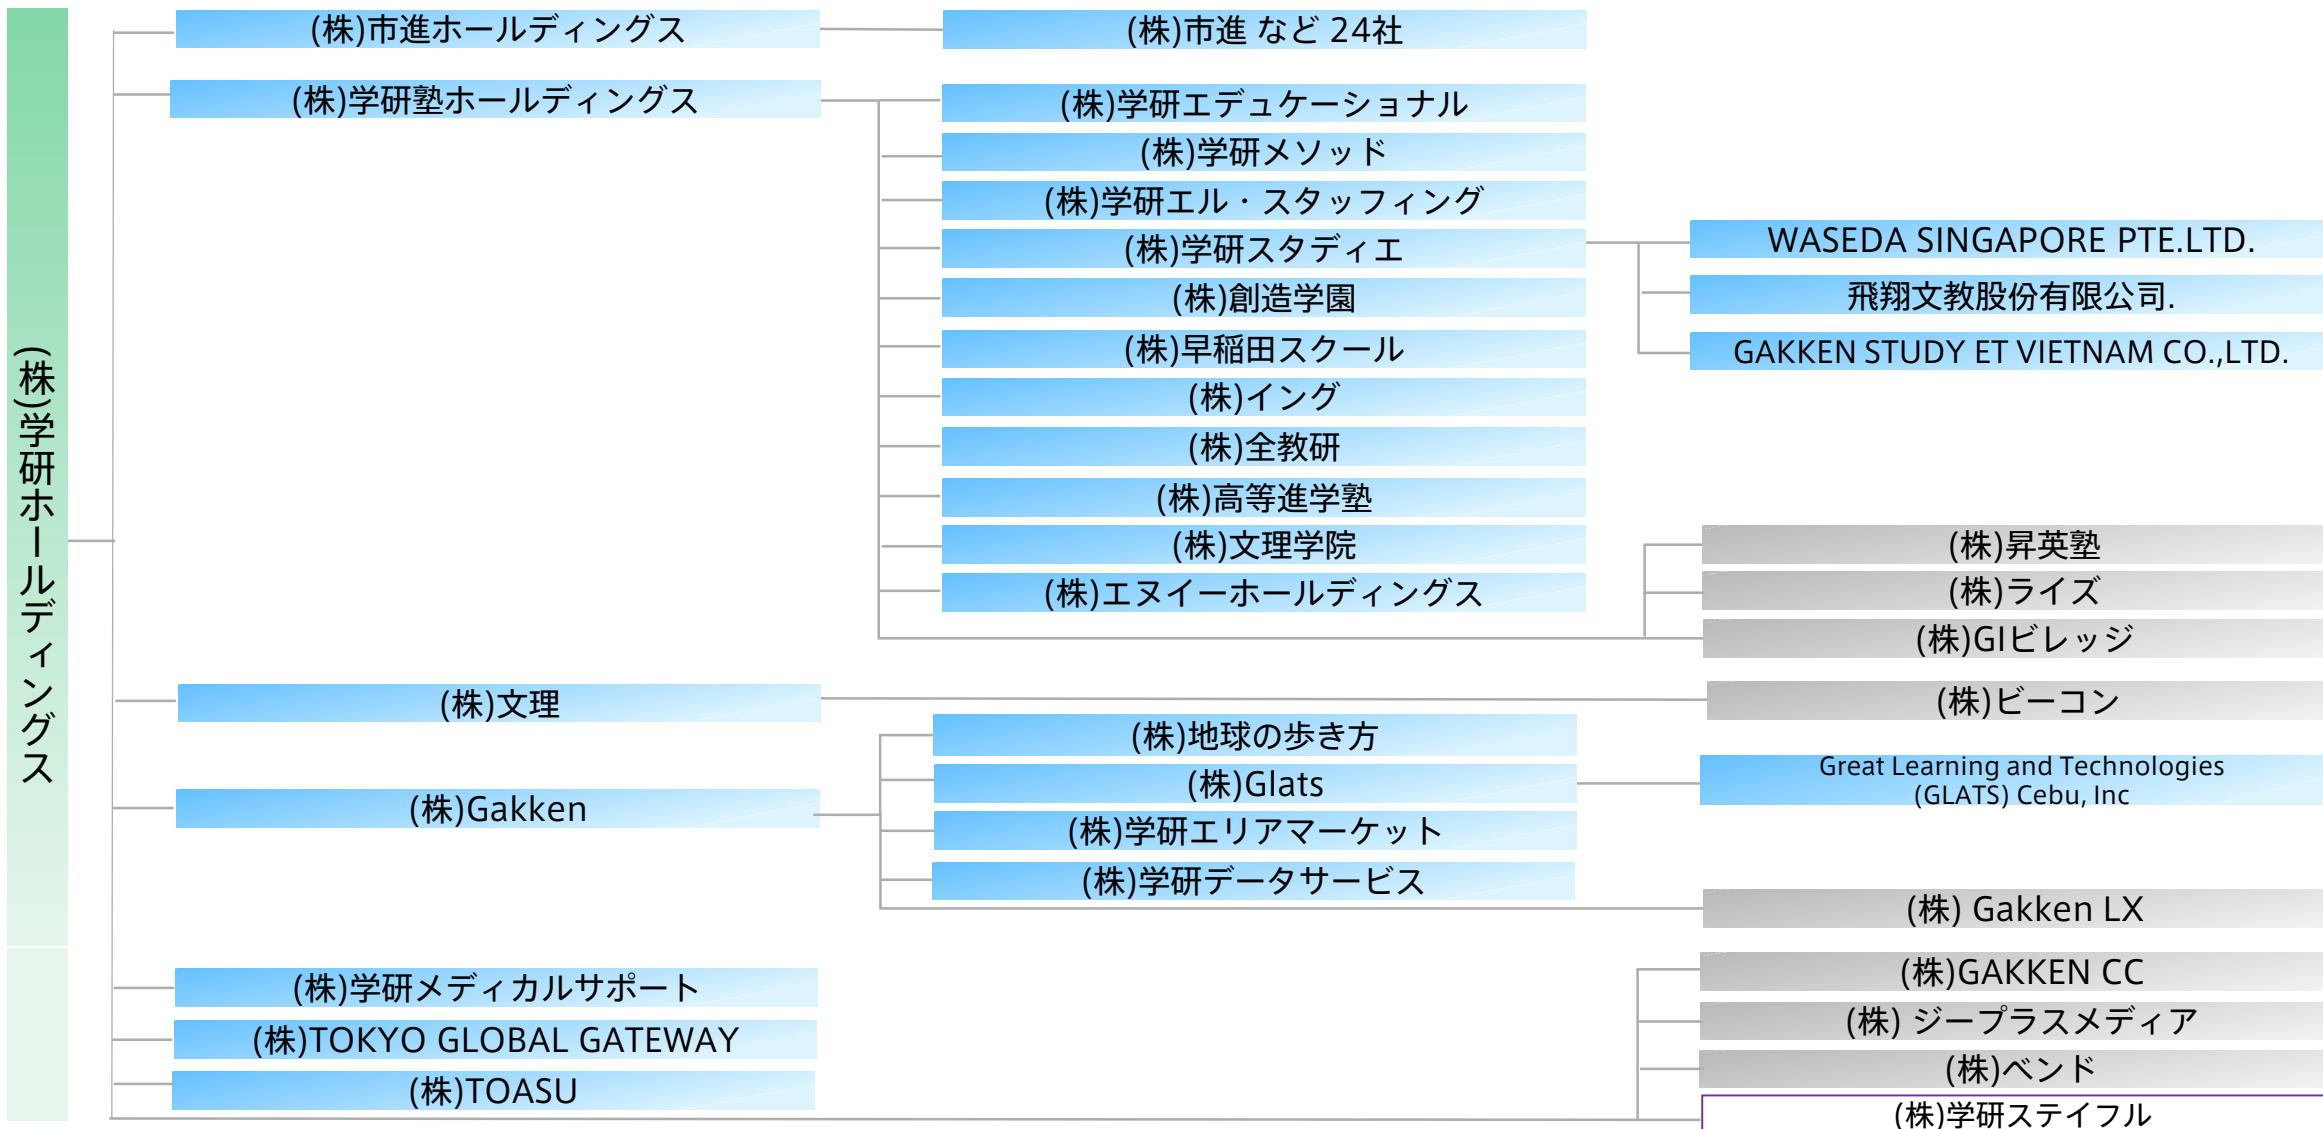 (株)学研ホールディングス
(株)市進ホールディングス
(株)市進 など 24社
(株)学研塾ホールディングス
(株)学研エデュケーショナル
(株)学研メソッド
(株)学研エル・スタッフィング
(株)学研スタディエ
WASEDA SINGAPORE PTE.LTD.
飛翔文教股份有限公司.
GAKKEN STUDY ET VIETNAM CO.,LTD.
(株)創造学園
(株)早稲田スクール
(株)イング
(株)全教研
(株)高等進学塾
(株)文理学院
(株)エヌイーホールディングス
(株)昇英塾
(株)ライズ
(株)GIビレッジ
(株)文理
(株)ビーコン
(株)Gakken
(株)地球の歩き方
(株)Glats
Great Learning and Technologies
(GLATS) Cebu, Inc
(株)学研エリアマーケット
(株)学研データサービス
(株) Gakken LX
(株)学研メディカルサポート
(株)TOKYO GLOBAL GATEWAY
(株)TOASU
(株)GAKKEN CC
(株) ジープラスメディア
(株)ベンド
(株)学研ステイフル